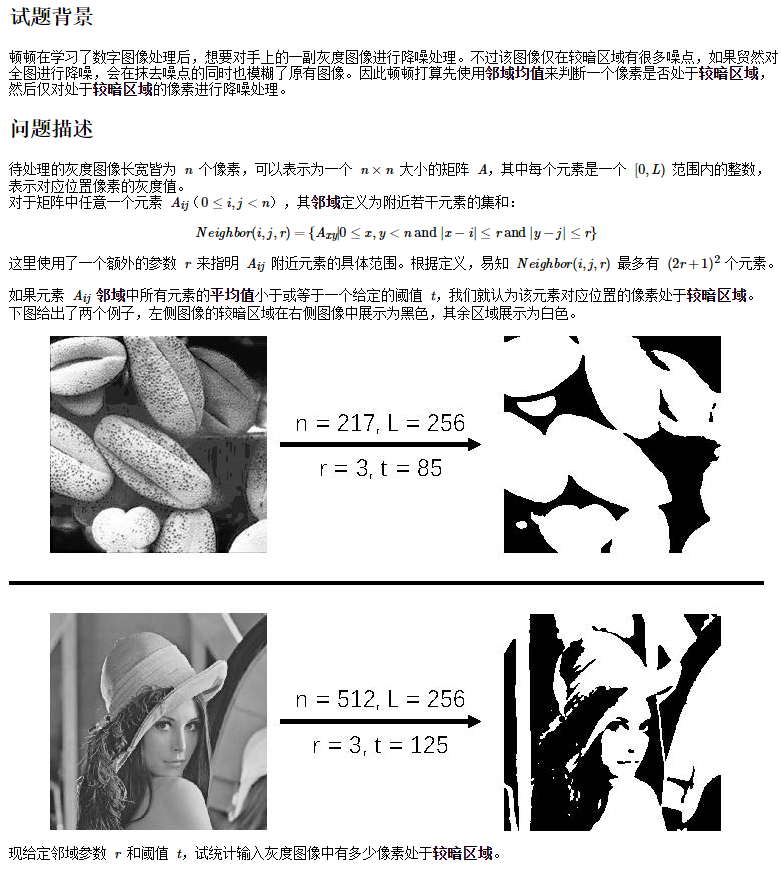 试题背景
顿顿在学习了数字图像处理后，想要对手上的一副灰度图像进行降噪处理。不过该图像仅在较暗区域有很多噪点，如果贸然对
全图进行降噪，会在抹去噪点的同时也模糊了原有图像。因此顿顿打算先使用邻域均值来判断一个像素是否处于较暗区域，
然后仅对处于较暗区域的像素进行降噪处理。
问题描述
待处理的灰度图像长宽皆为 n 个像素，可以表示为一个 n × n 大小的矩阵 A，其中每个元素是一个 [0, L) 范围内的整数，
表示对应位置像素的灰度值。
对于矩阵中任意一个元素 Aij（0 ≤ i, j < n），其邻域定义为附近若干元素的集和：
Neighbor(i, j, r) = {Axy|0 ≤ x, y < n and |x − i| ≤ r and |y − j| ≤ r}
这里使用了一个额外的参数 r 来指明 Aij 附近元素的具体范围。根据定义，易知 Neighbor(i, j, r) 最多有 (2r + 1)² 个元素。
如果元素 Aij 邻域中所有元素的平均值小于或等于一个给定的阈值 t，我们就认为该元素对应位置的像素处于较暗区域。
下图给出了两个例子，左侧图像的较暗区域在右侧图像中展示为黑色，其余区域展示为白色。
n = 217, L = 256
r = 3, t = 85
n = 512, L = 256
r = 3, t = 125
现给定邻域参数 r 和阈值 t，试统计输入灰度图像中有多少像素处于较暗区域。